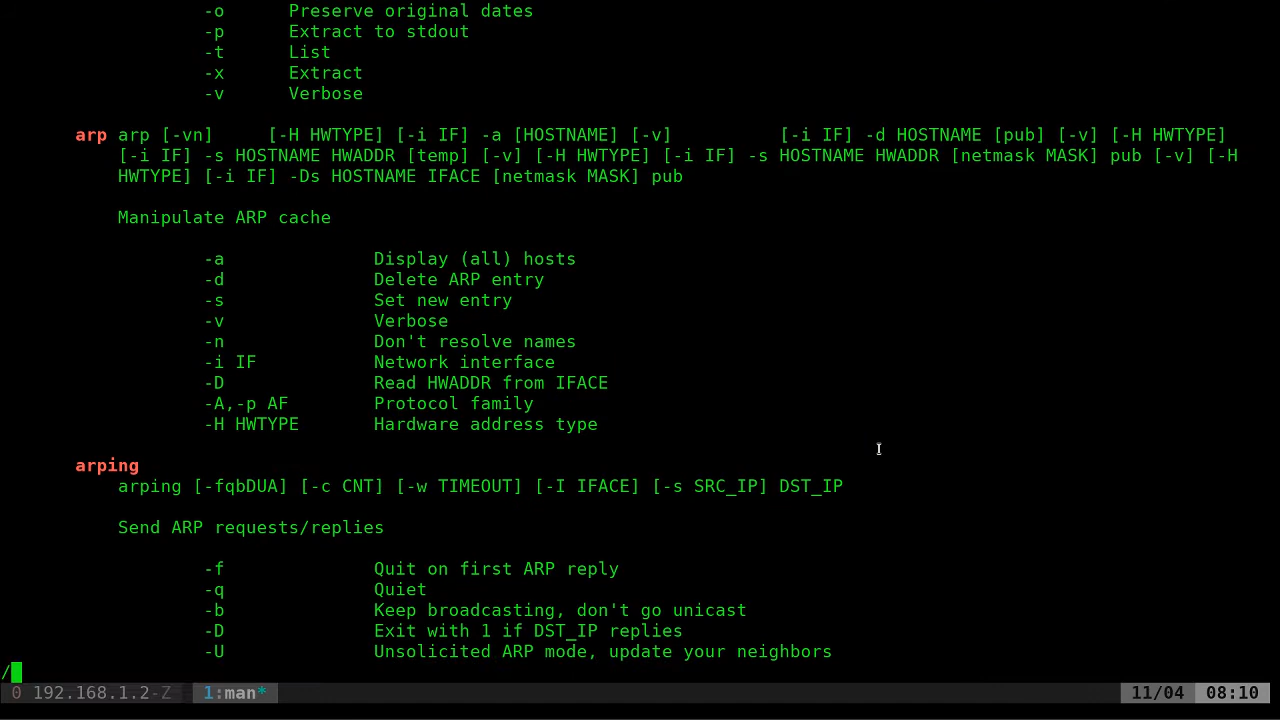 -o Preserve original dates
-p Extract to stdout
-t List
-x Extract
-v Verbose
arp arp [-vn] [-H HWTYPE] [-i IF] -a [HOSTNAME] [-v] [-i IF] -d HOSTNAME [pub] [-v] [-H HWTYPE]
[-i IF] -s HOSTNAME HWADDR [temp] [-v] [-H HWTYPE] [-i IF] -s HOSTNAME HWADDR [netmask MASK] pub [-v] [-H
HWTYPE] [-i IF] -Ds HOSTNAME IFACE [netmask MASK] pub
Manipulate ARP cache
-a Display (all) hosts
-d Delete ARP entry
-s Set new entry
-v Verbose
-n Don't resolve names
-i IF Network interface
-D Read HWADDR from IFACE
-A,-p AF Protocol family
-H HWTYPE Hardware address type
arping
arping [-fqbDUA] [-c CNT] [-w TIMEOUT] [-I IFACE] [-s SRC_IP] DST_IP
Send ARP requests/replies
-f Quit on first ARP reply
-q Quiet
-b Keep broadcasting, don't go unicast
-D Exit with 1 if DST_IP replies
-U Unsolicited ARP mode, update your neighbors
/
0 192.168.1.2-Z 1:man* 11/04 08:10